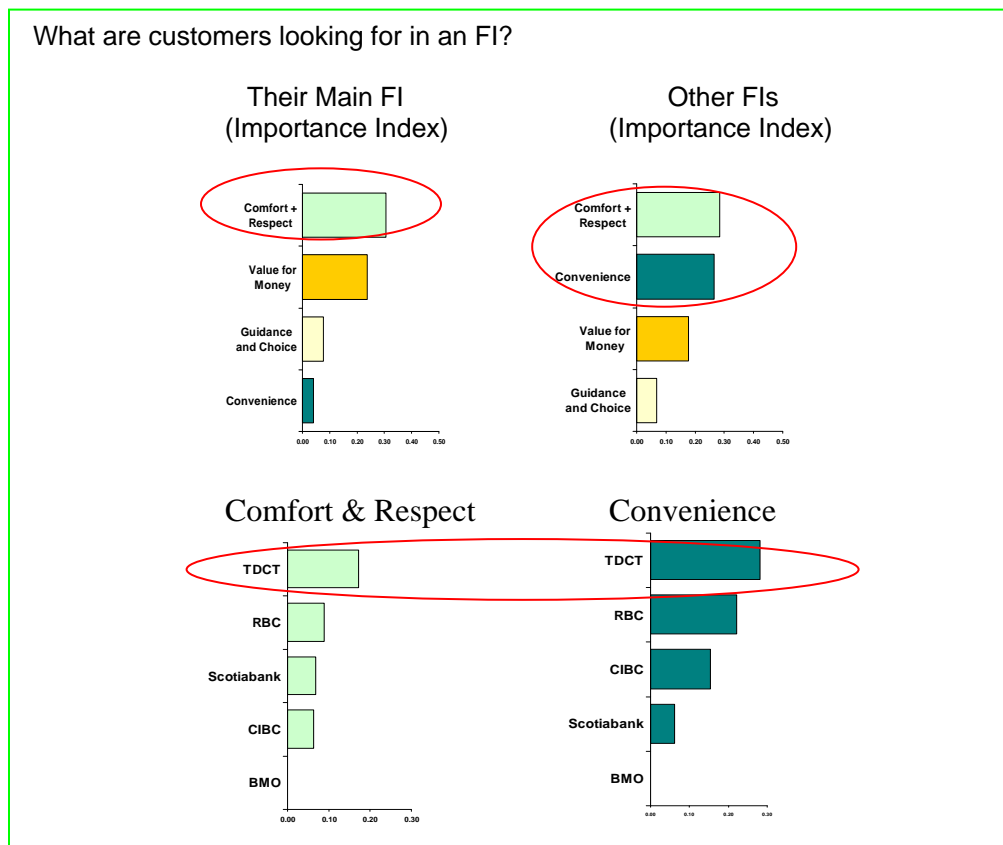 What are customers looking for in an FI?
Their Main FI
(Importance Index)
Comfort +
Respect
Value for
Money
Guidance
and Choice
Convenience
0.00 0.10 0.20 0.30 0.40 0.50
Other FIs
(Importance Index)
Comfort +
Respect
Convenience
Value for
Money
Guidance
and Choice
0.00 0.10 0.20 0.30 0.40 0.50
Comfort & Respect
TDCT
RBC
Scotiabank
CIBC
BMO
0.00 0.10 0.20 0.30
Convenience
TDCT
RBC
CIBC
Scotiabank
BMO
0.00 0.10 0.20 0.30